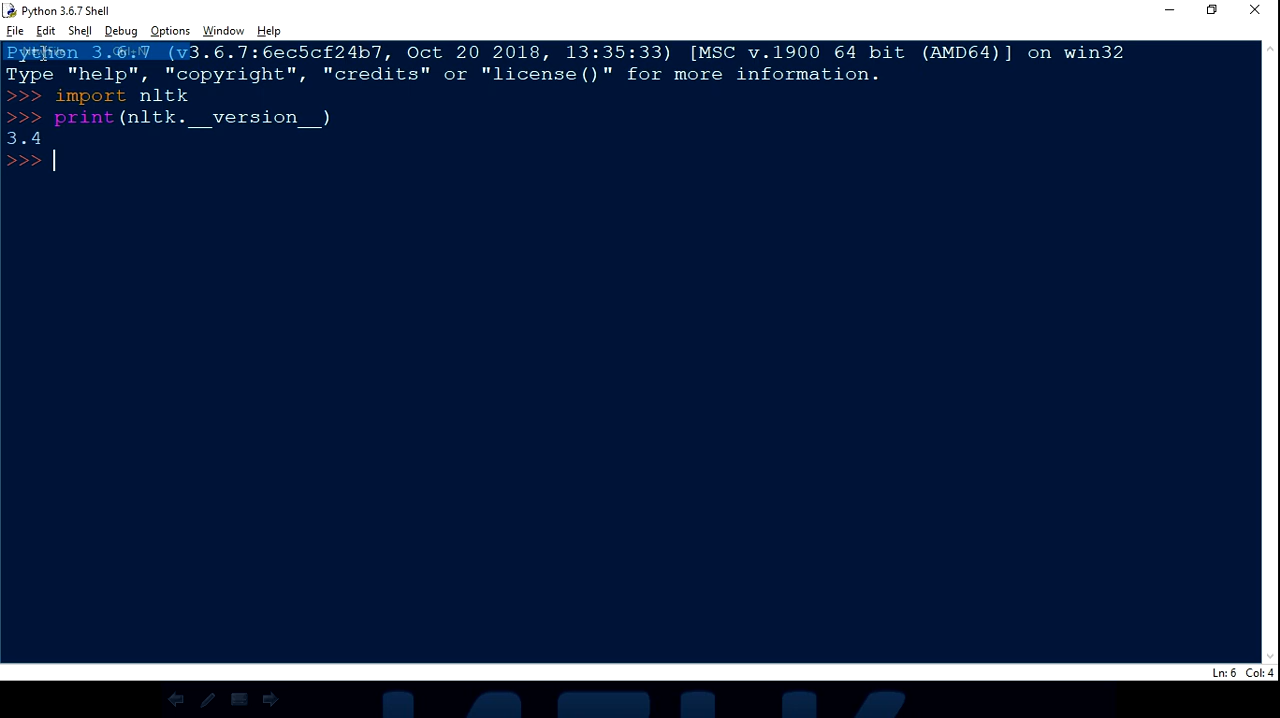 Python 3.6.7 Shell
File Edit Shell Debug Options Window Help
Python 3.6.7 (v3.6.7:6ec5cf24b7, Oct 20 2018, 13:35:33) [MSC v.1900 64 bit (AMD64)] on win32
Type "help", "copyright", "credits" or "license()" for more information.
>>> import nltk
>>> print(nltk.__version__)
3.4
>>>
Ln: 6 Col: 4